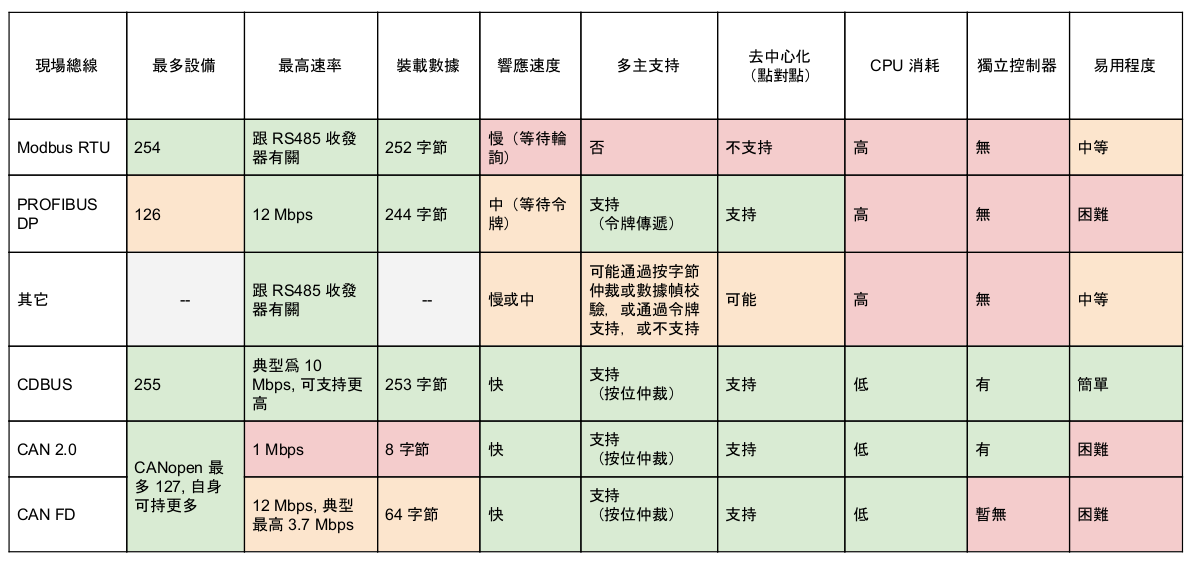 現場總線
最多設備
最高速率
裝載數據
響應速度
多主支持
去中心化
（點對點）
CPU 消耗
獨立控制器
易用程度
Modbus RTU
254
跟 RS485 收發
器有關
252 字節
慢（等待輪
詢）
否
不支持
高
無
中等
PROFIBUS
DP
126
12 Mbps
244 字節
中（等待令
牌）
支持
（令牌傳遞）
支持
高
無
困難
其它
--
跟 RS485 收發
器有關
--
慢或中
可能通過按字節
仲裁或數據幀校
驗，或通過令牌
支持，或不支持
可能
高
無
中等
CDBUS
255
典型爲 10
Mbps, 可支持更
高
253 字節
快
支持
（按位仲裁）
支持
低
有
簡單
CAN 2.0
CANopen 最
多 127, 自身
可持更多
1 Mbps
8 字節
快
支持
（按位仲裁）
支持
低
有
困難
CAN FD
12 Mbps, 典型
最高 3.7 Mbps
64 字節
快
支持
（按位仲裁）
支持
低
暫無
困難